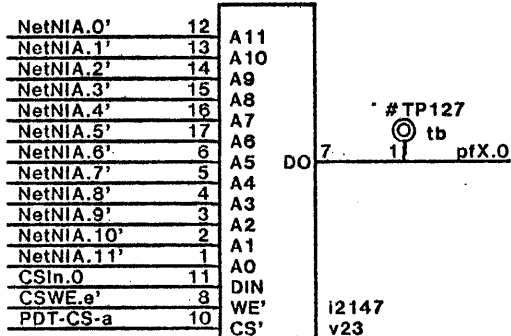 NetNIA.0' 12 A11
NetNIA.1' 13 A10
NetNIA.2' 14 A9
NetNIA.3' 15 A8
NetNIA.4' 16 A7
NetNIA.5' 17 A6
NetNIA.6' 6 A5
NetNIA.7' 5 A4
NetNIA.8' 4 A3
NetNIA.9' 3 A2
NetNIA.10' 2 A1
NetNIA.11' 1 A0
CSIn.0 11 DIN
CSWE.e' 8 WE'
PDT-CS-a 10 CS'
#TP127
tb
DO 7 1 pfX.0
i2147
v23